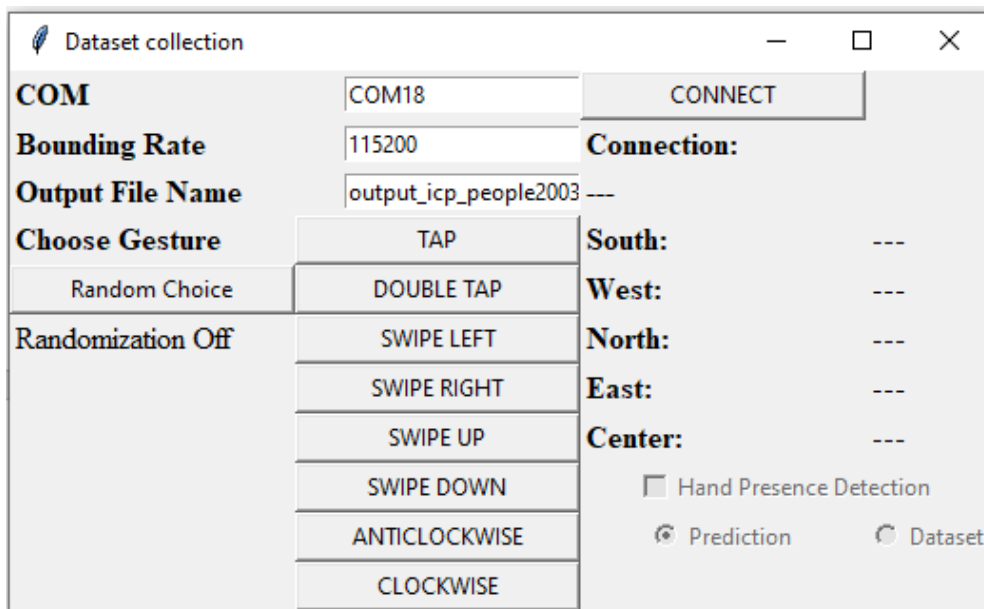 Dataset collection
COM COM18 CONNECT
Bounding Rate 115200 Connection:
Output File Name output_icp_people2003 ---
Choose Gesture TAP South: ---
Random Choice DOUBLE TAP West: ---
Randomization Off SWIPE LEFT North: ---
SWIPE RIGHT East: ---
SWIPE UP Center: ---
SWIPE DOWN Hand Presence Detection
ANTICLOCKWISE Prediction Dataset
CLOCKWISE